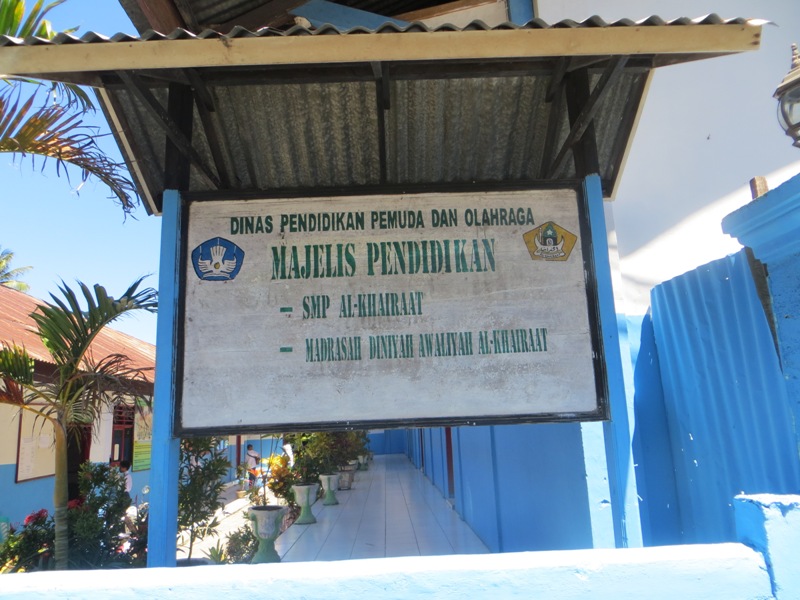 DINAS PENDIDIKAN PEMUDA DAN OLAHRAGA
MAJELIS PENDIDIKAN
- SMP AL-KHAIRAAT
- MADRASAH DINIYAH AWALIYAH AL-KHAIRAAT